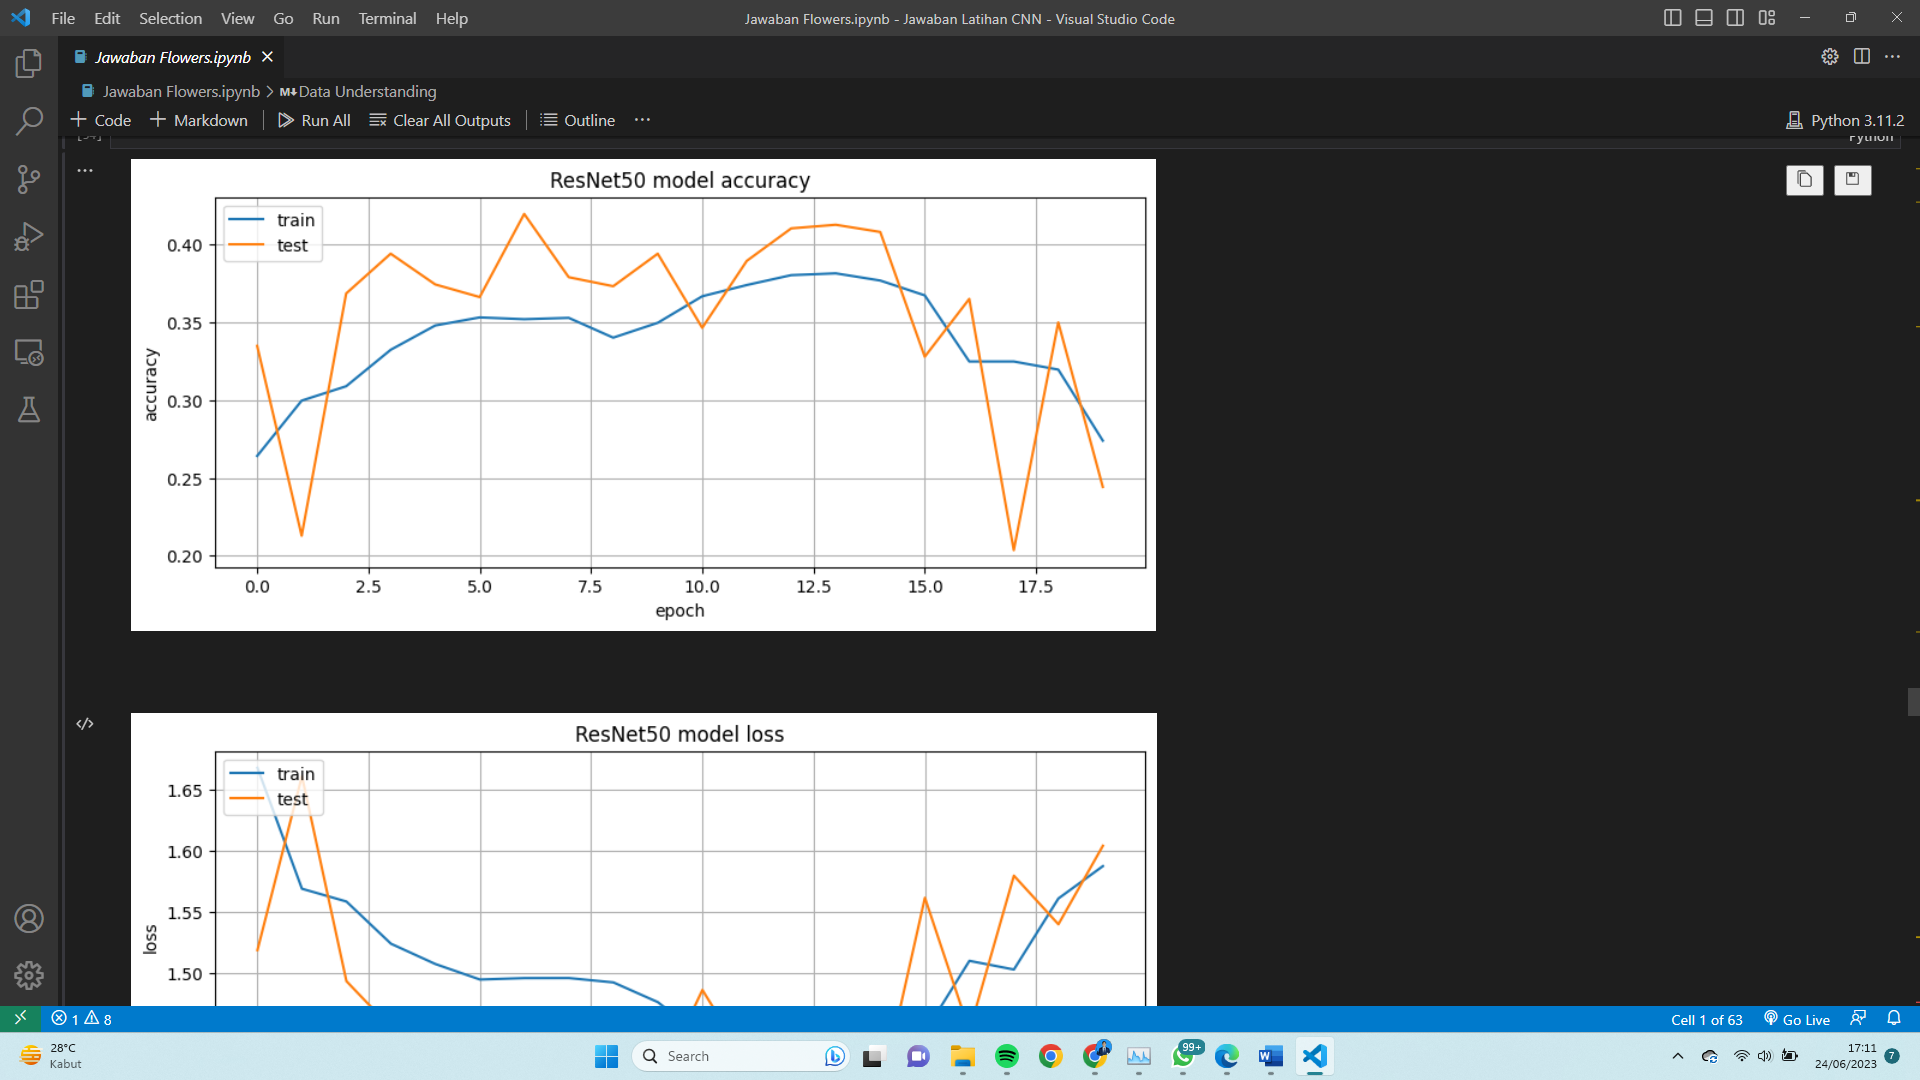 File Edit Selection View Go Run Terminal Help
Jawaban Flowers.ipynb - Jawaban Latihan CNN - Visual Studio Code
Jawaban Flowers.ipynb
Jawaban Flowers.ipynb > M Data Understanding
+ Code + Markdown Run All Clear All Outputs Outline ... Python 3.11.2
Python
ResNet50 model accuracy
train
test
accuracy
0.40
0.35
0.30
0.25
0.20
0.0 2.5 5.0 7.5 10.0 12.5 15.0 17.5
epoch
ResNet50 model loss
train
test
loss
1.65
1.60
1.55
1.50
1 8
Cell 1 of 63 Go Live
28°C
Kabut
Search
99+
17:11
24/06/2023
7